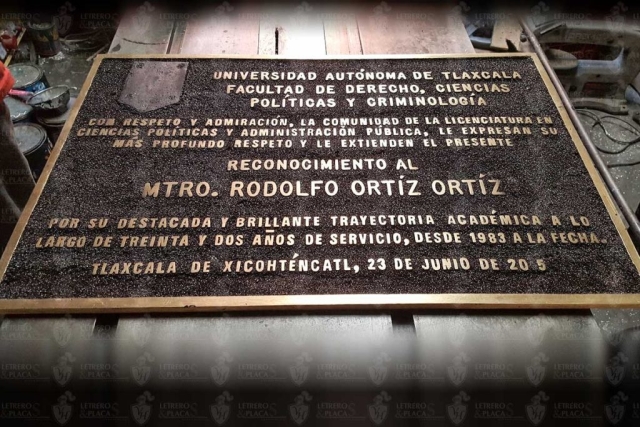 UNIVERSIDAD AUTÓNOMA DE TLAXCALA
FACULTAD DE DERECHO, CIENCIAS
POLÍTICAS Y CRIMINOLOGÍA
CON RESPETO Y ADMIRACIÓN, LA COMUNIDAD DE LA LICENCIATURA EN
CIENCIAS POLÍTICAS Y ADMINISTRACIÓN PÚBLICA, LE EXPRESAN SU
MAS PROFUNDO RESPETO Y LE EXTIENDEN EL PRESENTE
RECONOCIMIENTO AL
MTRO. RODOLFO ORTÍZ ORTÍZ
POR SU DESTACADA Y BRILLANTE TRAYECTORIA ACADÉMICA A LO
LARGO DE TREINTA Y DOS AÑOS DE SERVICIO, DESDE 1983 A LA FECHA.
TLAXCALA DE XICOHTÉNCATL, 23 DE JUNIO DE 20 5